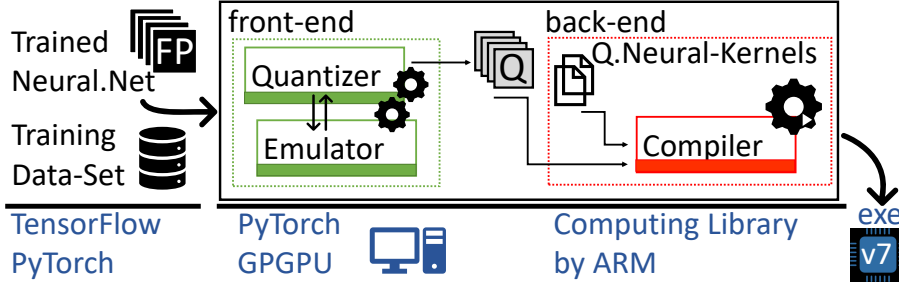 Trained
Neural.Net
FP
Training
Data-Set
front-end
Quantizer
Emulator
Q
back-end
Q.Neural-Kernels
Compiler
TensorFlow
PyTorch
PyTorch
GPGPU
Computing Library
by ARM
exe
v7